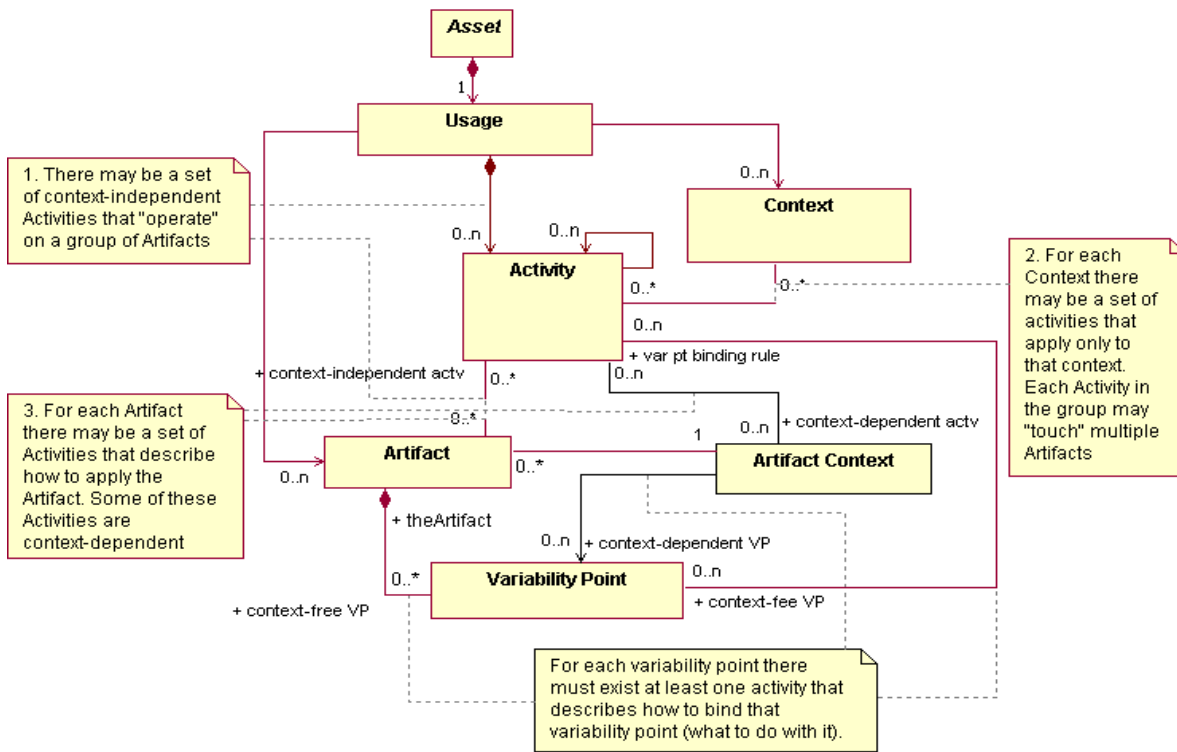 Asset
1
Usage
1. There may be a set
of context-independent
Activities that "operate"
on a group of Artifacts
0..n
Context
0..n
0..n
Activity
0..*
0..*
2. For each
Context there
may be a set of
activities that
apply only to
that context.
Each Activity in
the group may
"touch" multiple
Artifacts
0..n
+ var pt binding rule
+ context-independent actv
0..*
0..n
3. For each Artifact
there may be a set of
Activities that describe
how to apply the
Artifact. Some of these
Activities are
context-dependent
0..*
1
0..n
+ context-dependent actv
Artifact
0..n
0..*
Artifact Context
+ theArtifact
0..n
+ context-dependent VP
0..*
Variability Point
0..n
+ context-free VP
+ context-fee VP
For each variability point there
must exist at least one activity that
describes how to bind that
variability point (what to do with it).